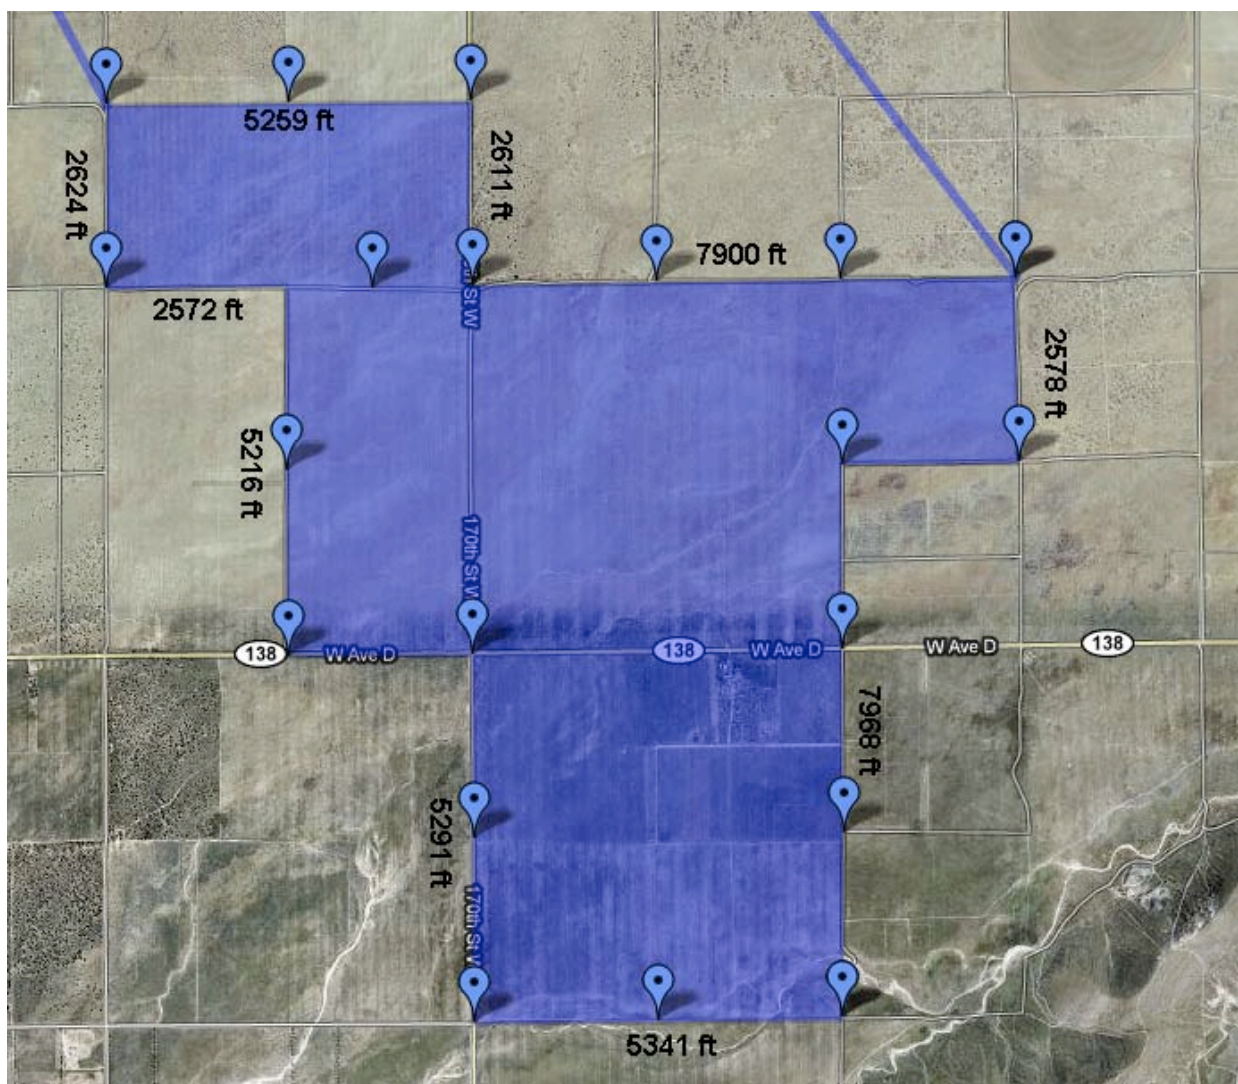 5259 ft
2624 ft
2611 ft
7900 ft
2572 ft
St W
2578 ft
5216 ft
170th St W
138
W Ave D
138
W Ave D
W Ave D
138
7968 ft
5291 ft
170th St W
5341 ft